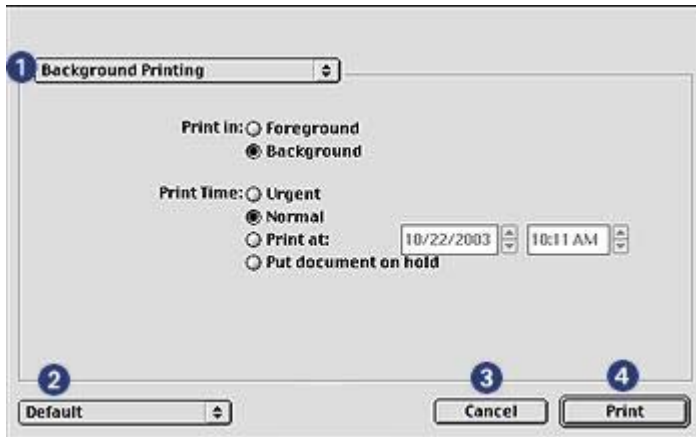 1 Background Printing
Print in: Foreground
Background
Print Time: Urgent
Normal
Print at: 10/22/2003 10:11 AM
Put document on hold
2 3 4
Default Cancel Print